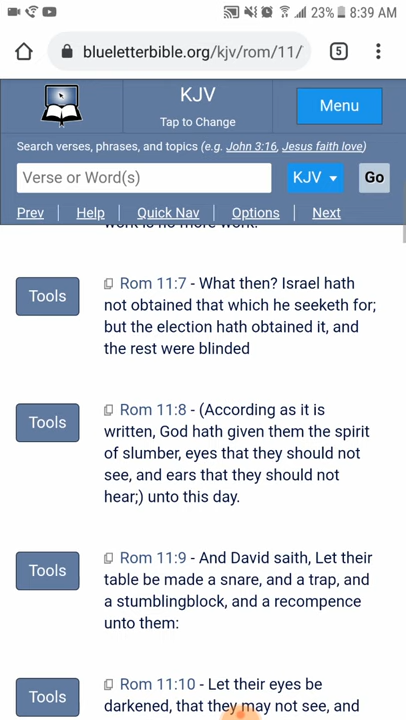 23% 8:39 AM
blueletterbible.org/kjv/rom/11/
5
KJV
Tap to Change
Menu
Search verses, phrases, and topics (e.g. John 3:16, Jesus faith love)
Verse or Word(s)
KJV
Go
Prev | Help | Quick Nav | Options | Next
work is no more work.
Tools
Rom 11:7 - What then? Israel hath
not obtained that which he seeketh for;
but the election hath obtained it, and
the rest were blinded
Tools
Rom 11:8 - (According as it is
written, God hath given them the spirit
of slumber, eyes that they should not
see, and ears that they should not
hear;) unto this day.
Tools
Rom 11:9 - And David saith, Let their
table be made a snare, and a trap, and
a stumblingblock, and a recompence
unto them:
Tools
Rom 11:10 - Let their eyes be
darkened, that they may not see, and